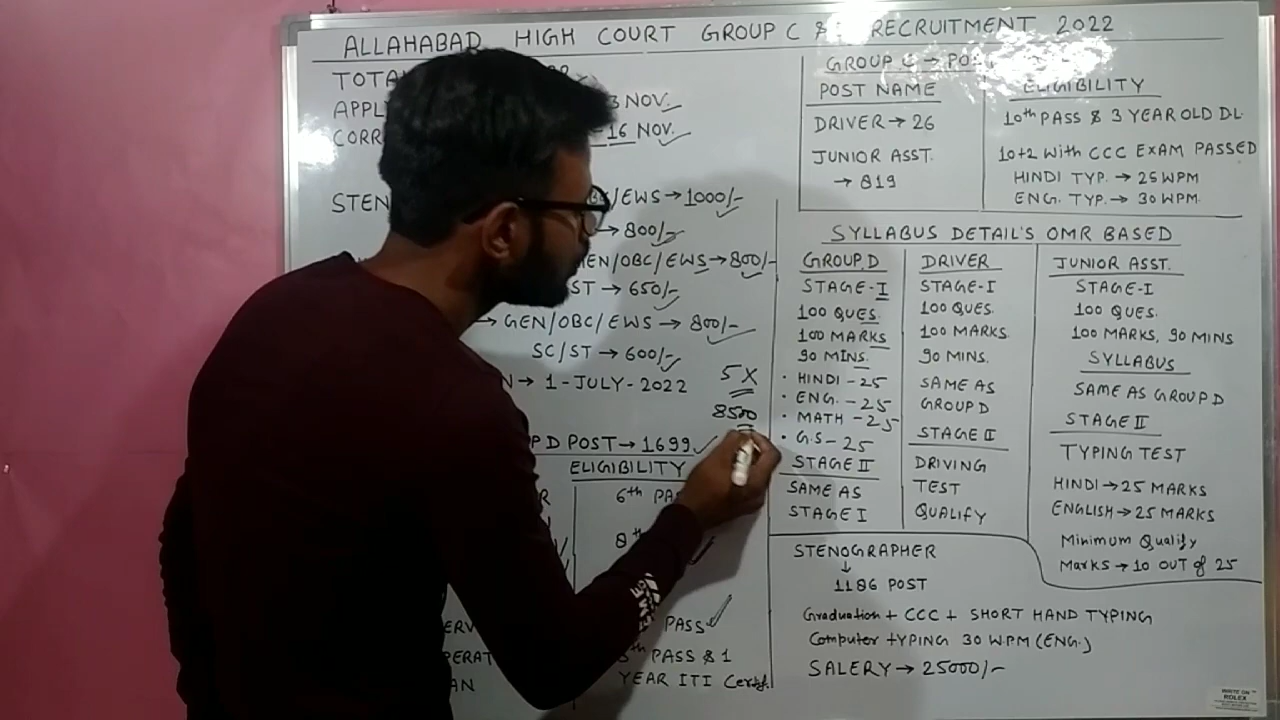 ALLAHABAD HIGH COURT GROUP C & RECRUITMENT 2022
TOTA
APPL 3 NOV.
CORR -16 NOV.
STEN /EWS → 1000/-
→ 800/-
EN/OBC/EWS → 800/-
ST → 650/-
→ GEN/OBC/EWS → 800/-
SC/ST → 600/-
N → 1-JULY-2022
5X
8500
P D POST → 1699
ELIGIBILITY
6th PA
8th
PASS
th PASS & 1
YEAR ITI Certif.
GROUP C → PO
POST NAME
ELIGIBILITY
DRIVER → 26
10th PASS & 3 YEAR OLD DL.
JUNIOR ASST.
→ 819
10+2 With CCC EXAM PASSED
HINDI TYP. → 25 WPM
ENG. TYP. → 30 WPM.
SYLLABUS DETAIL'S OMR BASED
GROUP D
STAGE-I
100 QUES.
100 MARKS
90 MINS.
• HINDI - 25
• ENG. - 25
• MATH - 25
• G.S - 25
STAGE II
SAME AS
STAGE I
DRIVER
STAGE-I
100 QUES.
100 MARKS.
90 MINS.
SAME AS
GROUP D
STAGE II
DRIVING
TEST
QUALIFY
JUNIOR ASST.
STAGE-I
100 QUES.
100 MARKS, 90 MINS
SYLLABUS
SAME AS GROUP D
STAGE II
TYPING TEST
HINDI → 25 MARKS
ENGLISH → 25 MARKS
Minimum Qualify
Marks → 10 OUT of 25
STENOGRAPHER
↓
→ 1186 POST
Graduation + CCC + SHORT HAND TYPING
Computer typing 30 WPM (ENG.)
SALERY → 25000/-
WRITE ON
ROLEX